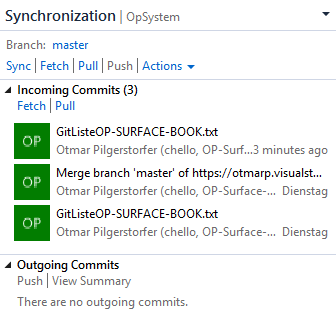 Synchronization | OpSystem
Branch: master
Sync | Fetch | Pull | Push | Actions
Incoming Commits (3)
Fetch | Pull
OP
GitListeOP-SURFACE-BOOK.txt
Otmar Pilgerstorfer (chello, OP-Surf...3 minutes ago
OP
Merge branch 'master' of https://otmarp.visualst...
Otmar Pilgerstorfer (chello, OP-Surface-... Dienstag
OP
GitListeOP-SURFACE-BOOK.txt
Otmar Pilgerstorfer (chello, OP-Surface-... Dienstag
Outgoing Commits
Push | View Summary
There are no outgoing commits.